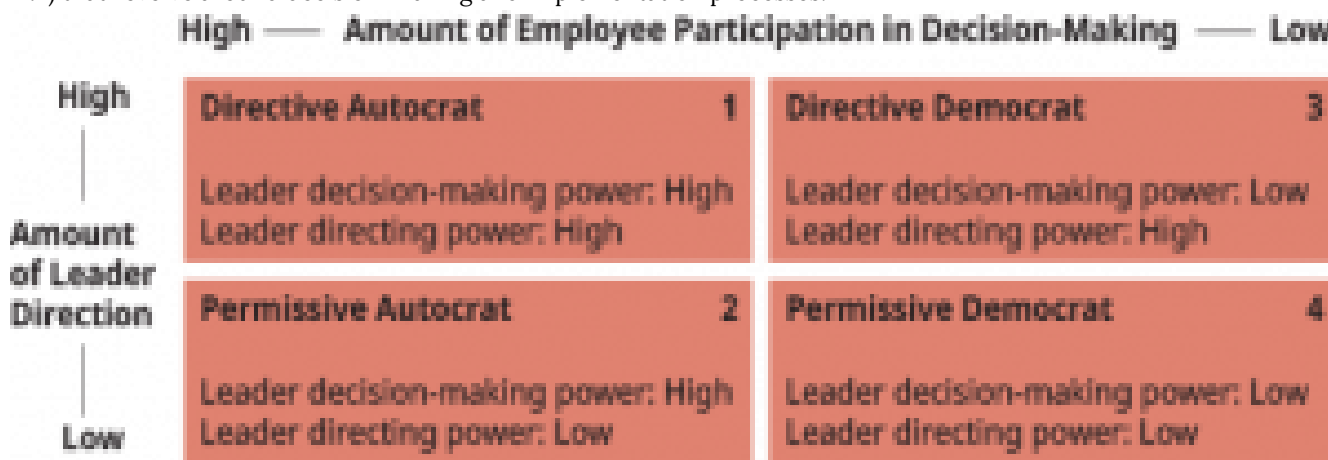 High — Amount of Employee Participation in Decision-Making — Low
High
Directive Autocrat 1
Leader decision-making power: High
Leader directing power: High
Directive Democrat 3
Leader decision-making power: Low
Leader directing power: High
Amount
of Leader
Direction
Permissive Autocrat 2
Leader decision-making power: High
Leader directing power: Low
Permissive Democrat 4
Leader decision-making power: Low
Leader directing power: Low
Low